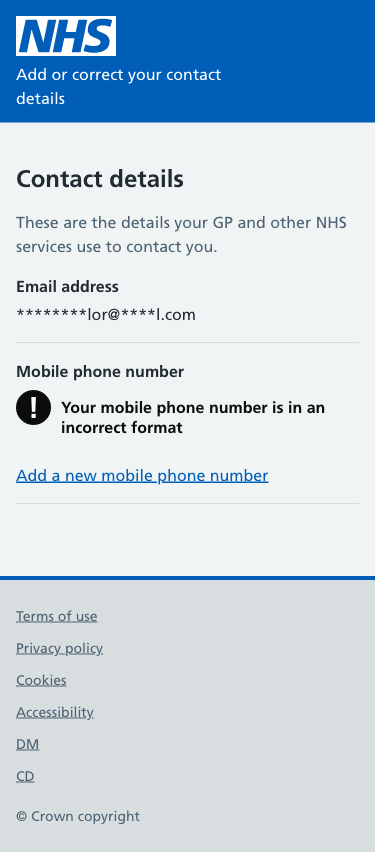 NHS
Add or correct your contact
details
Contact details
These are the details your GP and other NHS
services use to contact you.
Email address
********lor@****l.com
Mobile phone number
!
Your mobile phone number is in an
incorrect format
Add a new mobile phone number
Terms of use
Privacy policy
Cookies
Accessibility
DM
CD
© Crown copyright